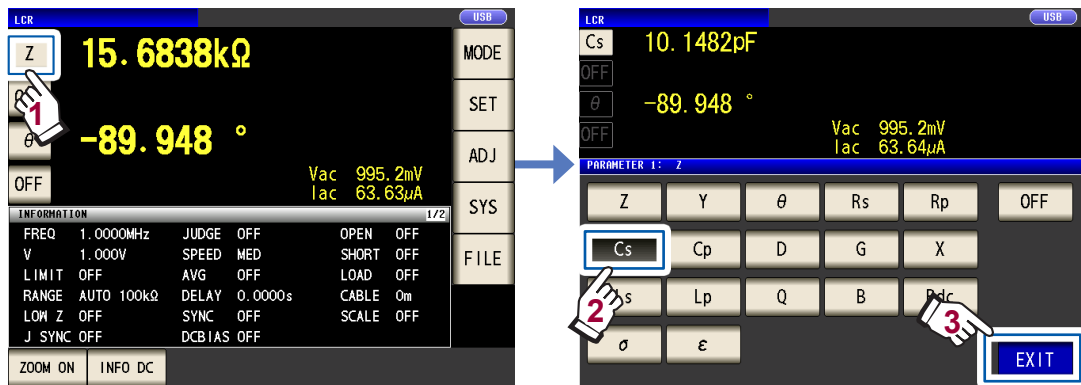 LCR USB
Z 15.6838kΩ MODE
1
OFF SET
θ -89.948 °
ADJ
OFF Vac 995.2mV
Iac 63.63μA
SYS
INFORMATION 1/2
FREQ 1.0000MHz JUDGE OFF OPEN OFF
V 1.000V SPEED MED SHORT OFF
FILE
LIMIT OFF AVG OFF LOAD OFF
RANGE AUTO 100kΩ DELAY 0.0000s CABLE 0m
LOW Z OFF SYNC OFF SCALE OFF
J SYNC OFF DCBIAS OFF
ZOOM ON INFO DC
LCR USB
Cs 10.1482pF
OFF
θ -89.948 °
OFF Vac 995.2mV
Iac 63.64μA
PARAMETER 1: Z
Z Y θ Rs Rp OFF
Cs Cp D G X
2
Ls Lp Q B Rdc
3
σ ε
EXIT